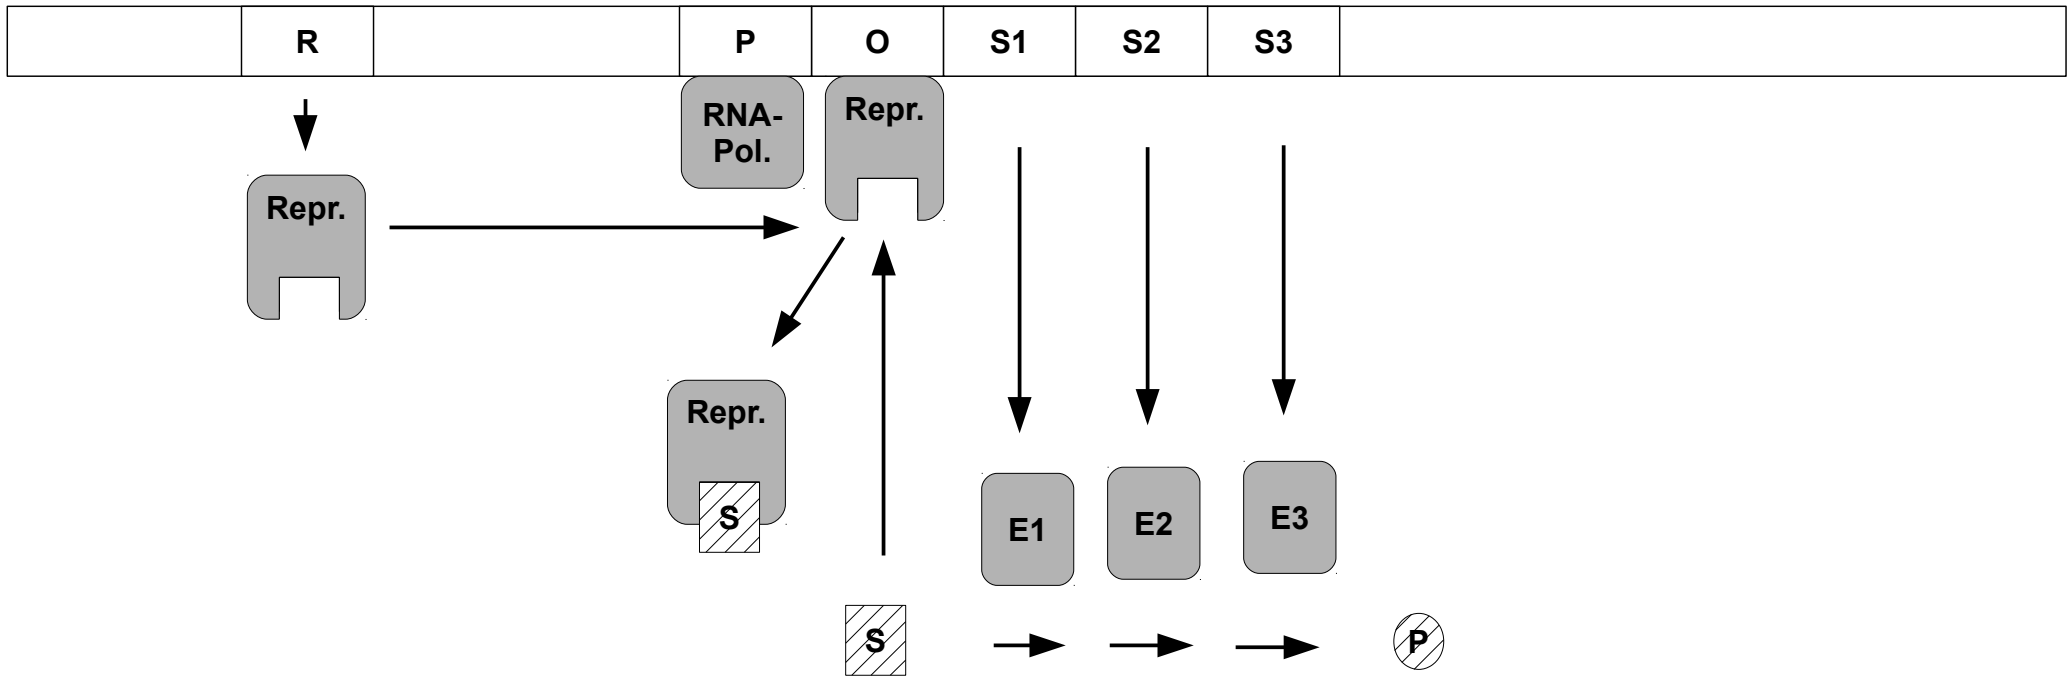 R
P
O
S1
S2
S3
RNA-
Pol.
Repr.
Repr.
Repr.
S
E1
E2
E3
S
P